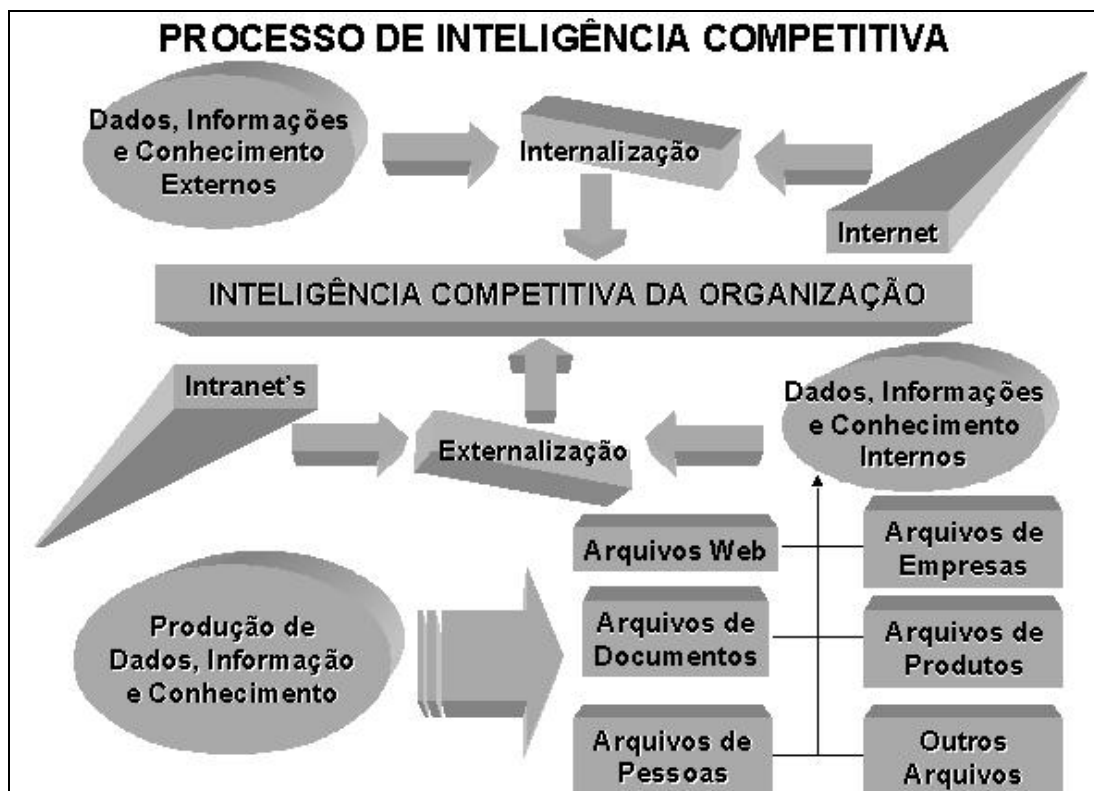 PROCESSO DE INTELIGÊNCIA COMPETITIVA
Dados, Informações
e Conhecimento
Externos
Internalização
Internet
INTELIGÊNCIA COMPETITIVA DA ORGANIZAÇÃO
Intranet's
Externalização
Dados, Informações
e Conhecimento
Internos
Produção de
Dados, Informação
e Conhecimento
Arquivos Web
Arquivos de
Empresas
Arquivos de
Documentos
Arquivos de
Produtos
Arquivos de
Pessoas
Outros
Arquivos